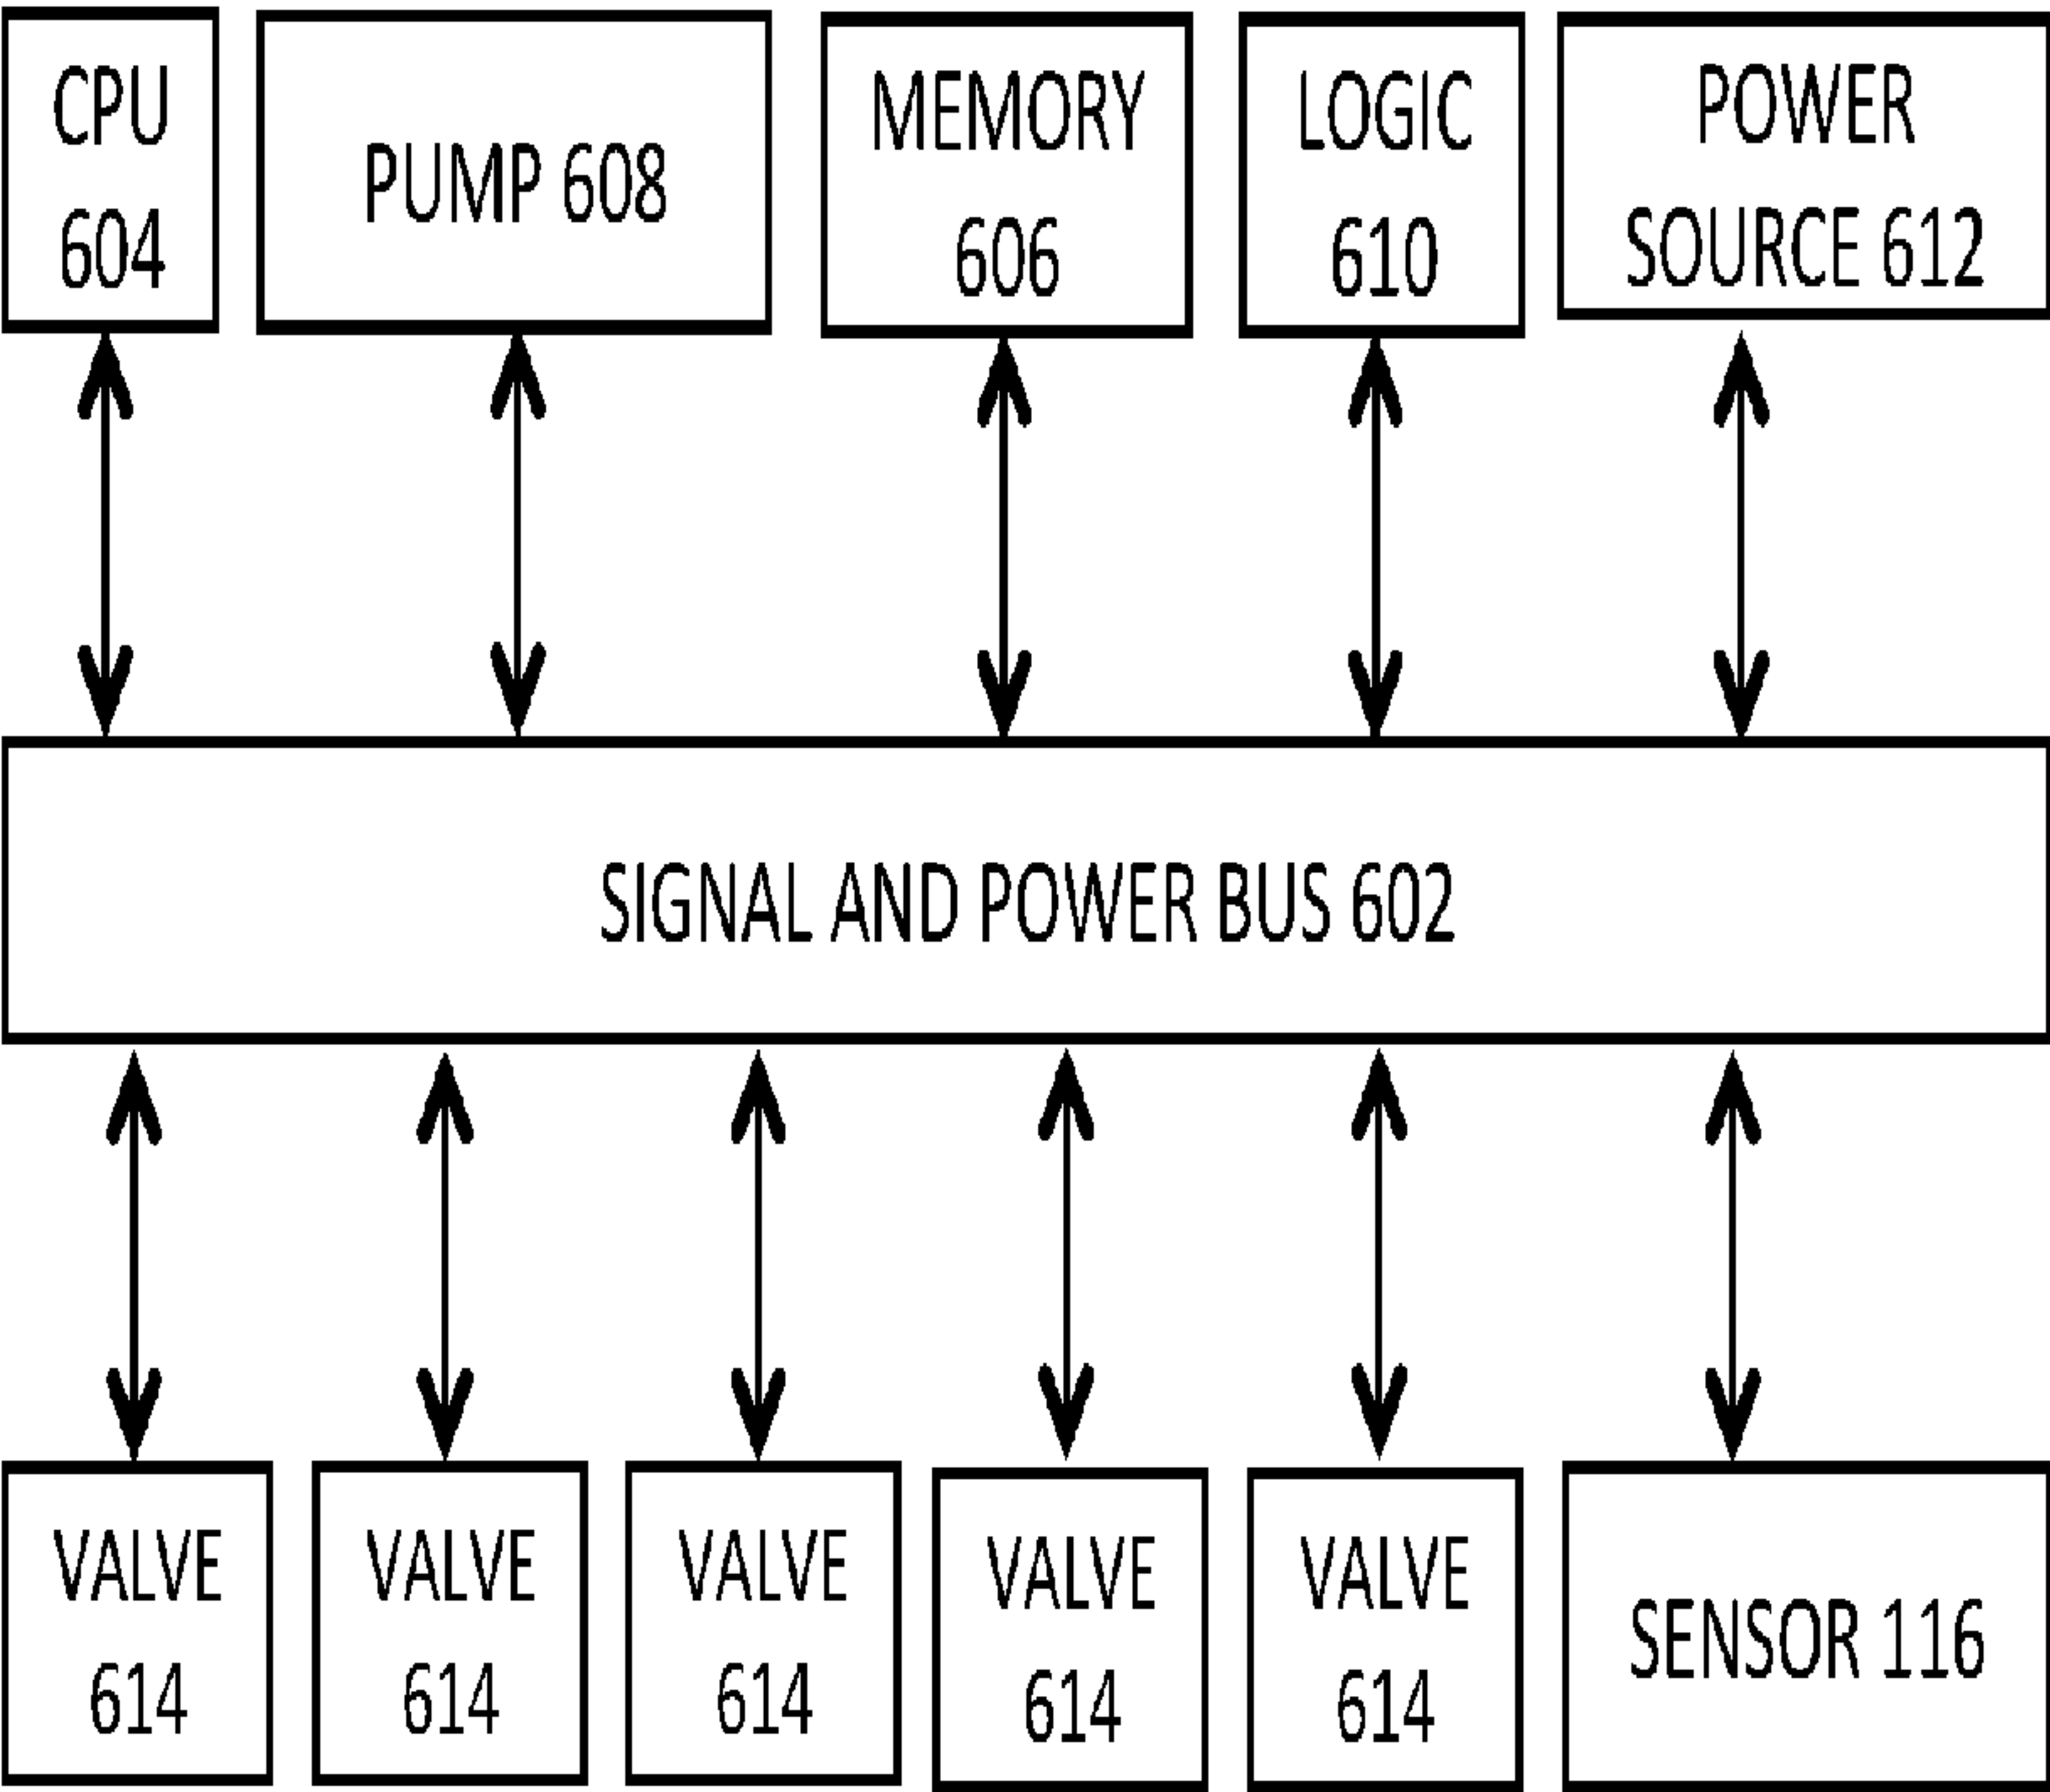 CPU
604
PUMP 608
MEMORY
606
LOGIC
610
POWER
SOURCE 612
SIGNAL AND POWER BUS 602
VALVE
614
VALVE
614
VALVE
614
VALVE
614
VALVE
614
SENSOR 116